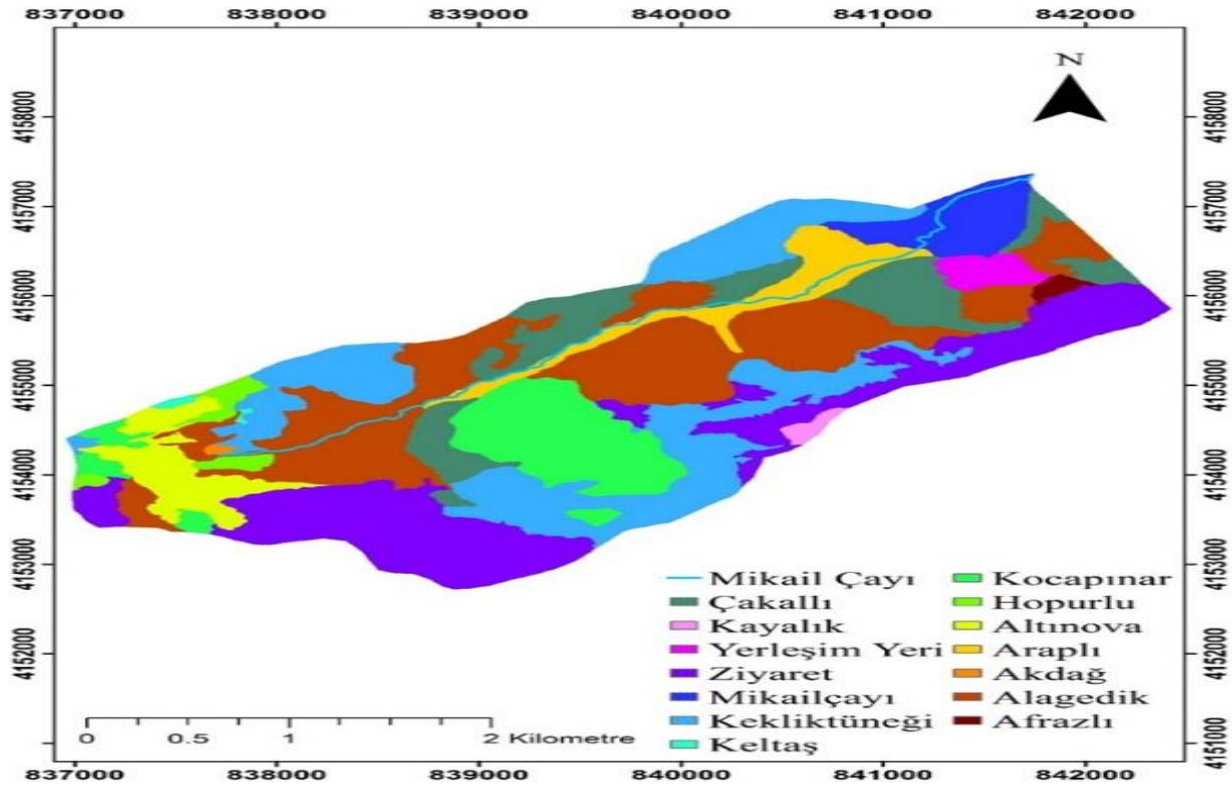 837000 838000 839000 840000 841000 842000
N
4158000 4158000
4157000 4157000
4156000 4156000
4155000 4155000
4154000 4154000
4153000 4153000
4152000 4152000
4151000 4151000
Mikail Çayı
Çakallı
Kayalık
Yerleşim Yeri
Ziyaret
Mikailçayı
Kekliktüneği
Keltaş
Kocapınar
Hopurlu
Altınova
Araplı
Akdağ
Alagedik
Afrazlı
0 0.5 1 2 Kilometre
837000 838000 839000 840000 841000 842000